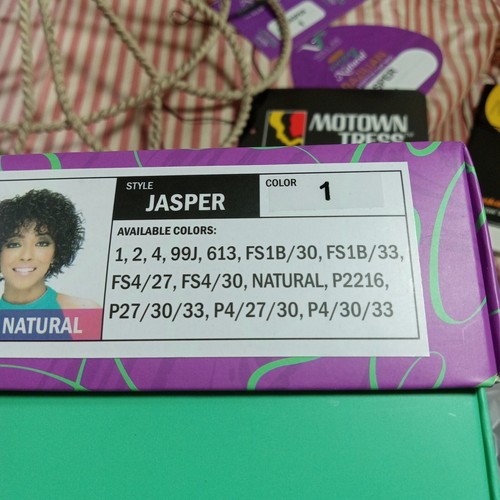 JASPER
MOTOWN
TRESS
STYLE
JASPER
COLOR
1
AVAILABLE COLORS:
1, 2, 4, 99J, 613, FS1B/30, FS1B/33,
FS4/27, FS4/30, NATURAL, P2216,
P27/30/33, P4/27/30, P4/30/33
NATURAL